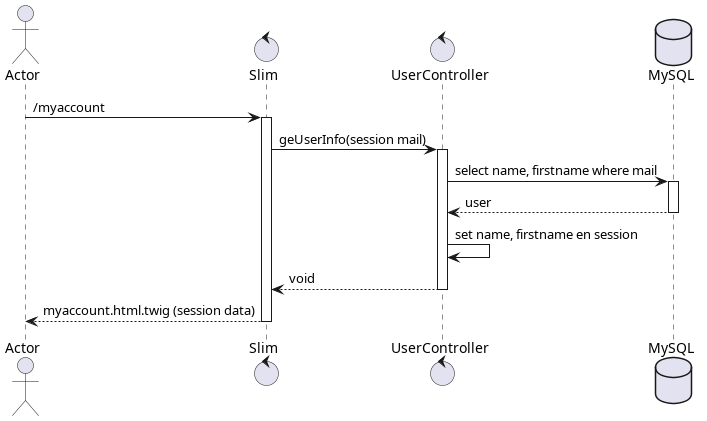 Actor
Slim
UserController
MySQL
/myaccount
geUserInfo(session mail)
select name, firstname where mail
user
set name, firstname en session
void
myaccount.html.twig (session data)
Actor
Slim
UserController
MySQL